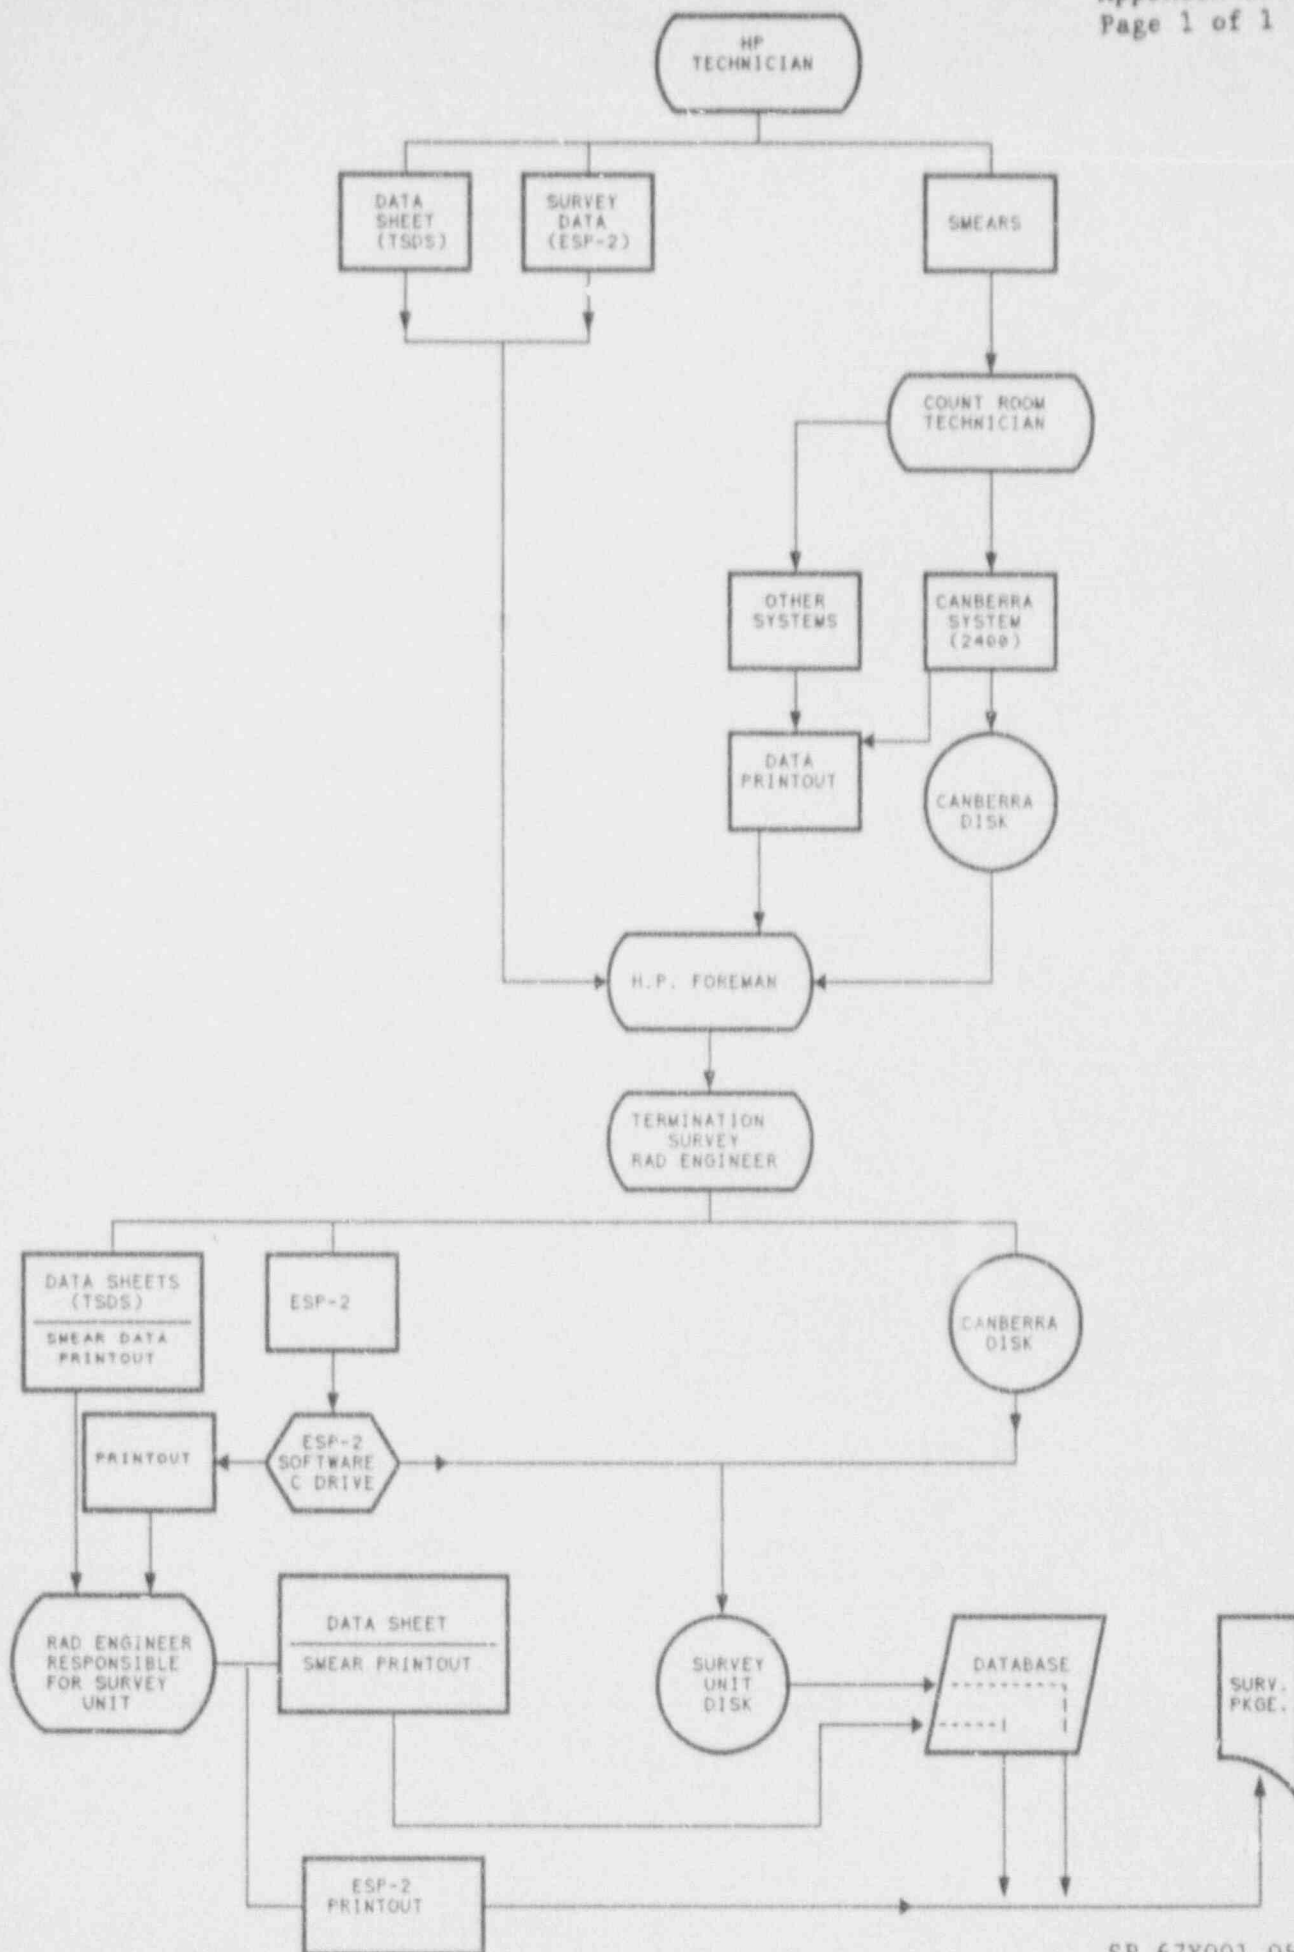 Page 1 of 1
HP
TECHNICIAN
DATA
SHEET
(TSDS)
SURVEY
DATA
(ESP-2)
SMEARS
COUNT ROOM
TECHNICIAN
OTHER
SYSTEMS
CANBERRA
SYSTEM
(2400)
DATA
PRINTOUT
CANBERRA
DISK
H.P. FOREMAN
TERMINATION
SURVEY
RAD ENGINEER
DATA SHEETS
(TSDS)
SMEAR DATA
PRINTOUT
ESP-2
CANBERRA
DISK
PRINTOUT
ESP-2
SOFTWARE
C DRIVE
RAD ENGINEER
RESPONSIBLE
FOR SURVEY
UNIT
DATA SHEET
SMEAR PRINTOUT
SURVEY
UNIT
DISK
DATABASE
SURV.
PKGE.
ESP-2
PRINTOUT